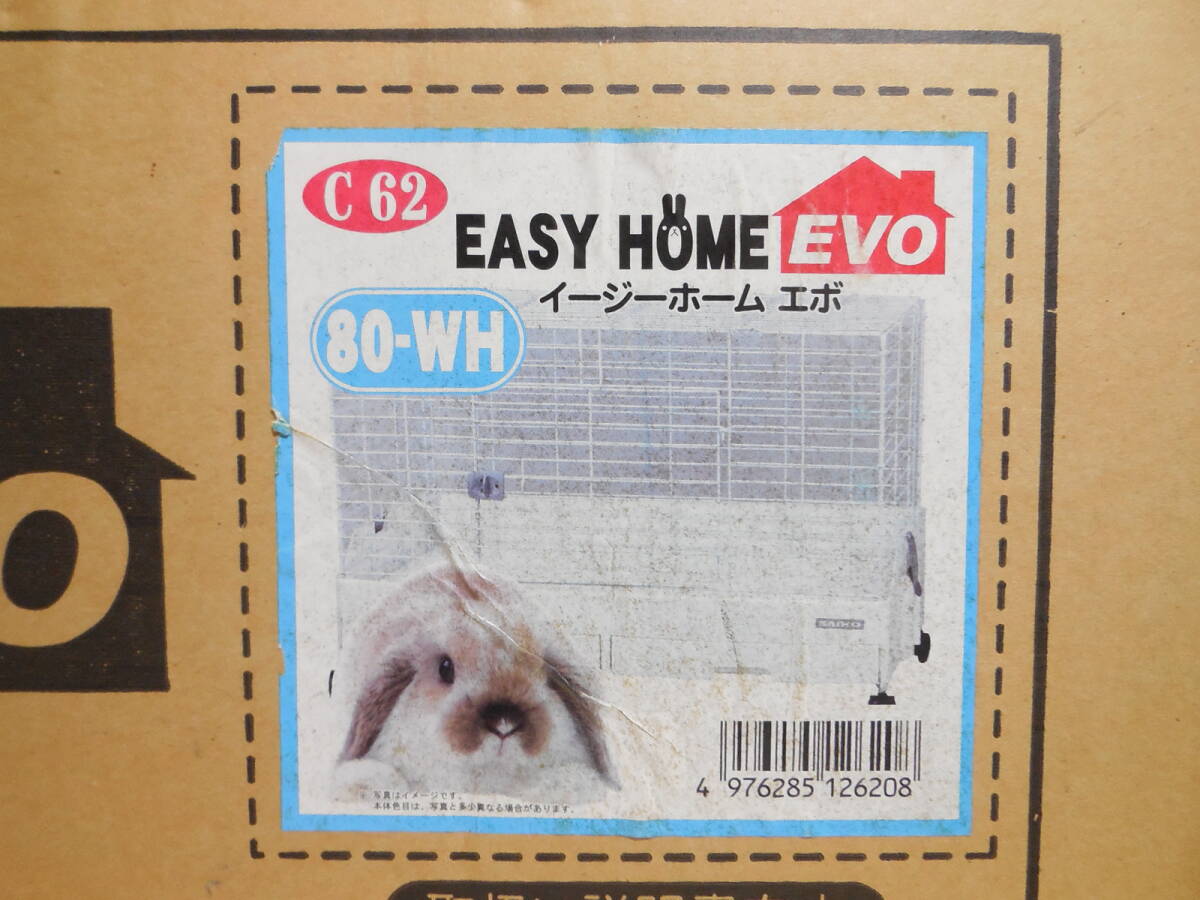 C 62
EASY HOME EVO
イージーホーム エボ
80-WH
SANKO
4 976285 126208
※写真はイメージです。
本体色目は、写真と多少異なる場合があります。
O